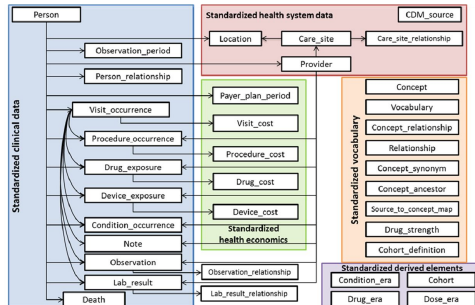 Person
Standardized health system data
CDM_source
Location
Care_site
Care_site_relationship
Observation_period
Provider
Person_relationship
Payer_plan_period
Visit_occurrence
Visit_cost
Procedure_occurrence
Procedure_cost
Drug_exposure
Drug_cost
Device_exposure
Device_cost
Condition_occurrence
Standardized
health economics
Note
Observation
Observation_relationship
Lab_result
Lab_result_relationship
Death
Standardized clinical data
Standardized vocabulary
Concept
Vocabulary
Concept_relationship
Relationship
Concept_synonym
Concept_ancestor
Source_to_concept_map
Drug_strength
Cohort_definition
Standardized derived elements
Condition_era
Cohort
Drug_era
Dose_era